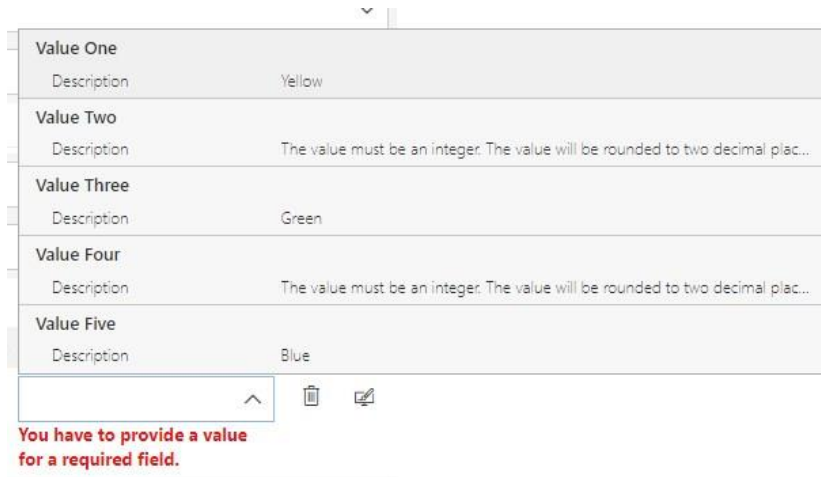 Value One
Description Yellow
Value Two
Description The value must be an integer. The value will be rounded to two decimal plac...
Value Three
Description Green
Value Four
Description The value must be an integer. The value will be rounded to two decimal plac...
Value Five
Description Blue
You have to provide a value
for a required field.